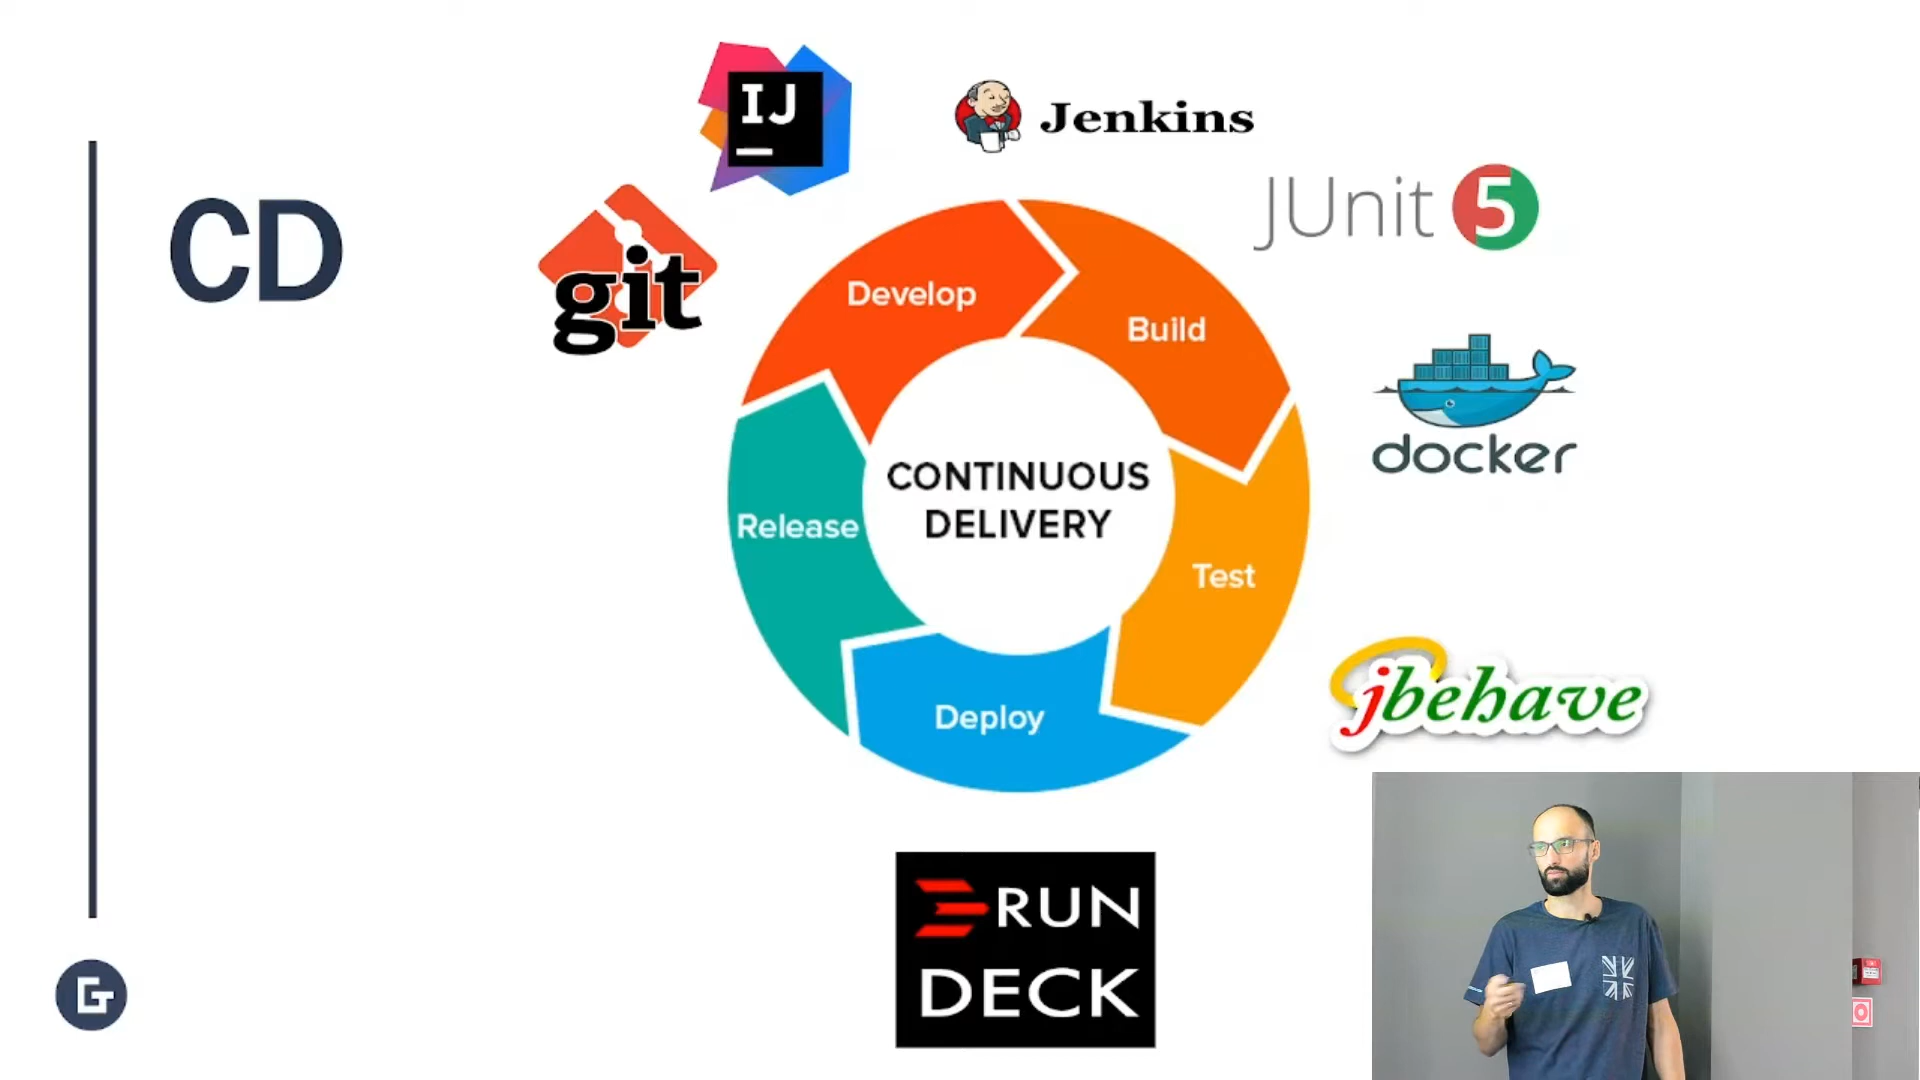 CD
IJ
Jenkins
JUnit 5
git
Develop
Build
docker
CONTINUOUS
DELIVERY
Release
Test
jbehave
Deploy
RUN
DECK
G